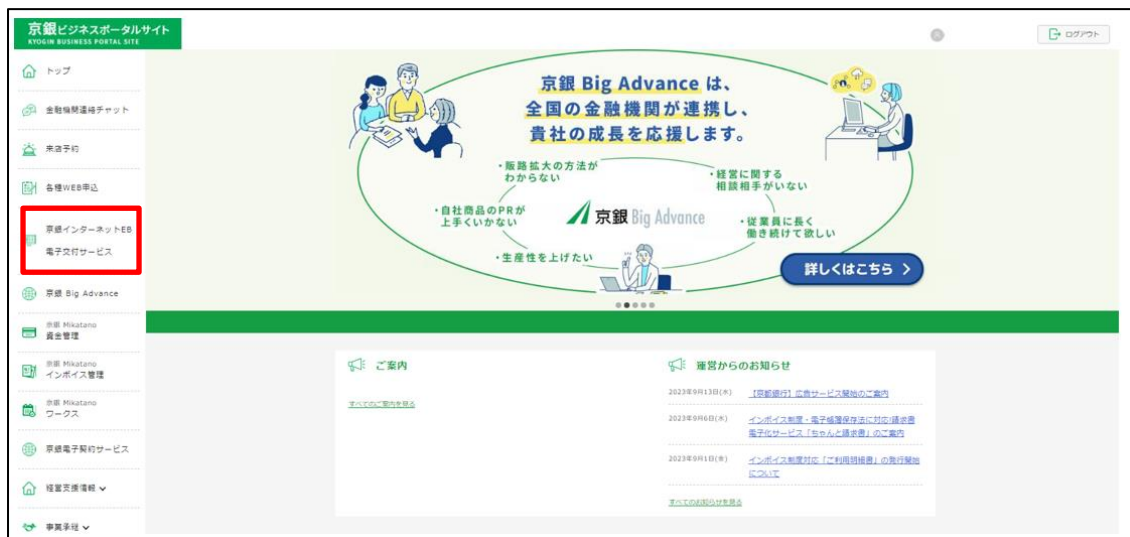 京銀ビジネスポータルサイト
KYOGIN BUSINESS PORTAL SITE
ログアウト
トップ
金融機関連絡チャット
来店予約
各種WEB申込
京銀インターネットEB
電子交付サービス
京銀 Big Advance
京銀 Mikatano
資金管理
京銀 Mikatano
インボイス管理
京銀 Mikatano
ワークス
京銀電子契約サービス
経営支援情報
事業承継
京銀 Big Advance は、
全国の金融機関が連携し、
貴社の成長を応援します。
・販路拡大の方法が
わからない
・経営に関する
相談相手がいない
・自社商品のPRが
上手くいかない
京銀 Big Advance
・従業員に長く
働き続けて欲しい
・生産性を上げたい
詳しくはこちら
ご案内
すべてのご案内を見る
運営からのお知らせ
2023年9月13日(水) 【京都銀行】広告サービス開始のご案内
2023年9月6日(水) インボイス制度・電子帳簿保存法に対応!請求書
電子化サービス「ちゃんと請求書」のご案内
2023年9月1日(金) インボイス制度対応「ご利用明細書」の発行開始
について
すべてのお知らせを見る